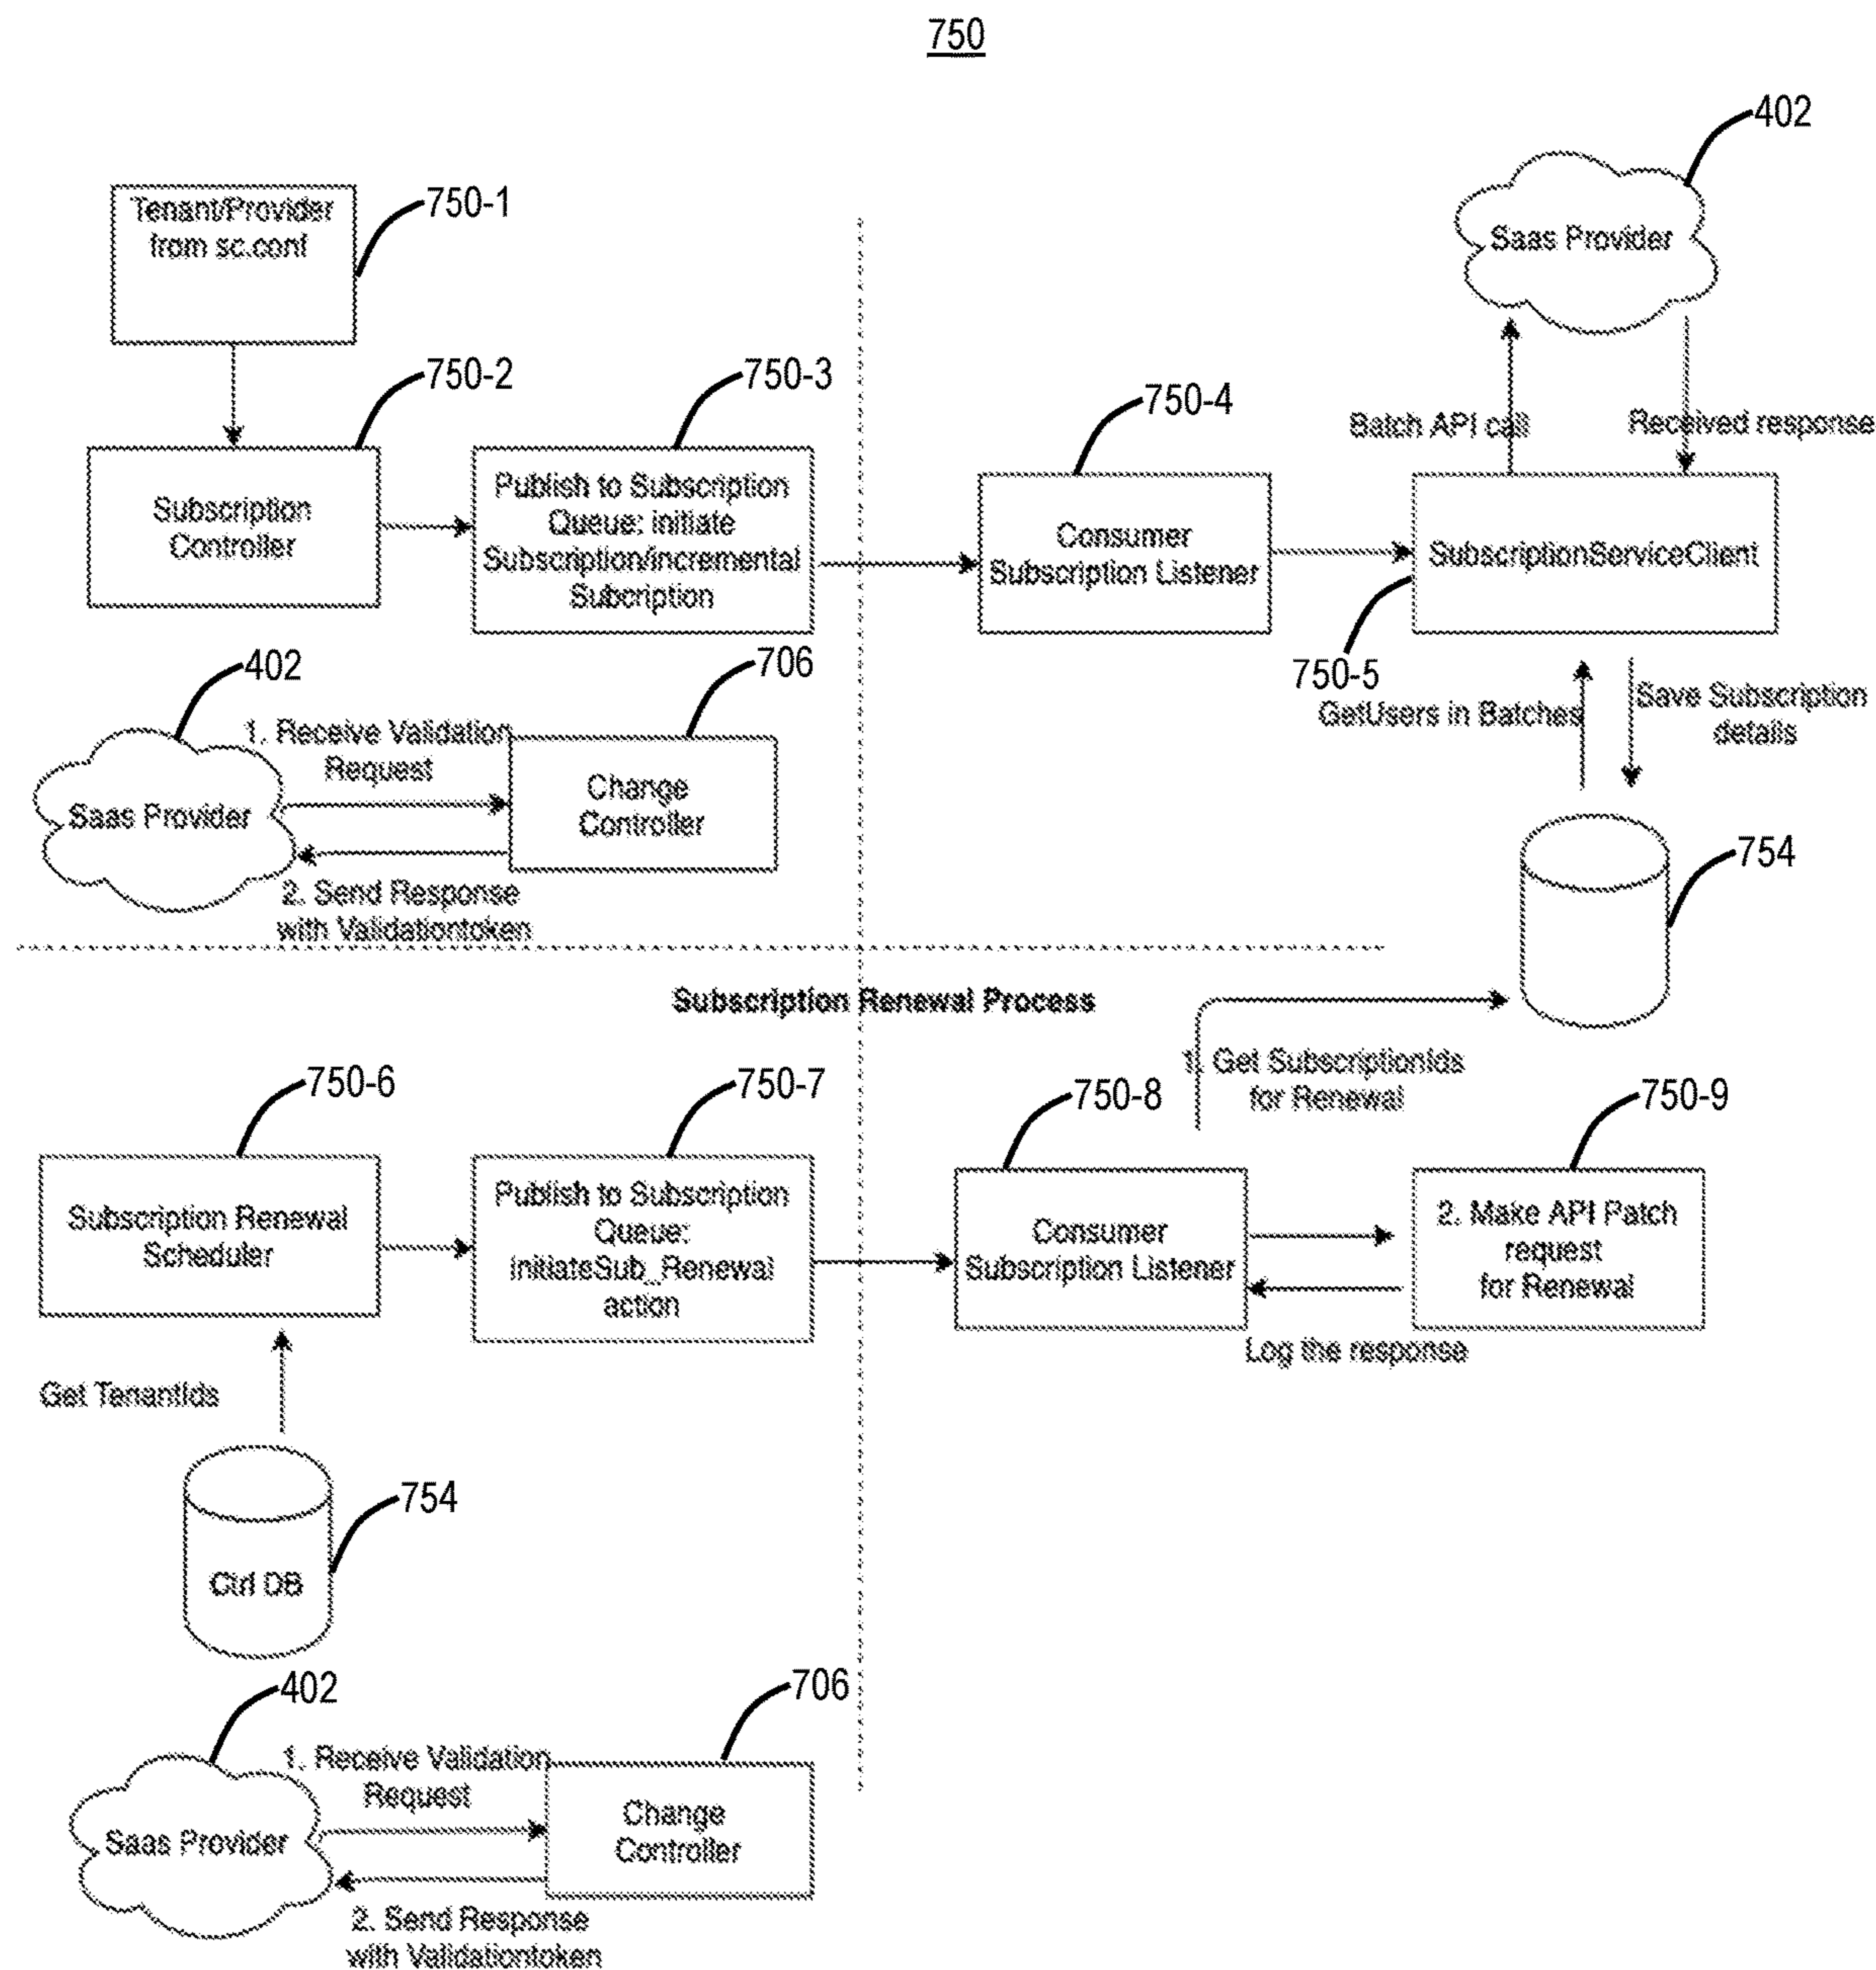 750
402
Tenant/Provider
from sc.conf
750-1
Saas Provider
750-2
750-3
750-4
Batch API call
Received response
Subscription
Controller
Publish to Subscription
Queue: initiate
Subscription/incremental
Subcription
Consumer
Subscription Listener
SubscriptionServiceClient
750-5
402
706
1. Receive Validation
Request
Saas Provider
Change
Controller
2. Send Response
with Validationtoken
GetUsers in Batches
Save Subscription
details
754
Subscription Renewal Process
1. Get SubscriptionIds
for Renewal
750-6
750-7
750-8
750-9
Subscription Renewal
Scheduler
Publish to Subscription
Queue:
InitiateSub_Renewal
action
Consumer
Subscription Listener
2. Make API Patch
request
for Renewal
Log the response
Get TenantIds
754
Ctrl DB
402
706
1. Receive Validation
Request
Saas Provider
Change
Controller
2. Send Response
with Validationtoken